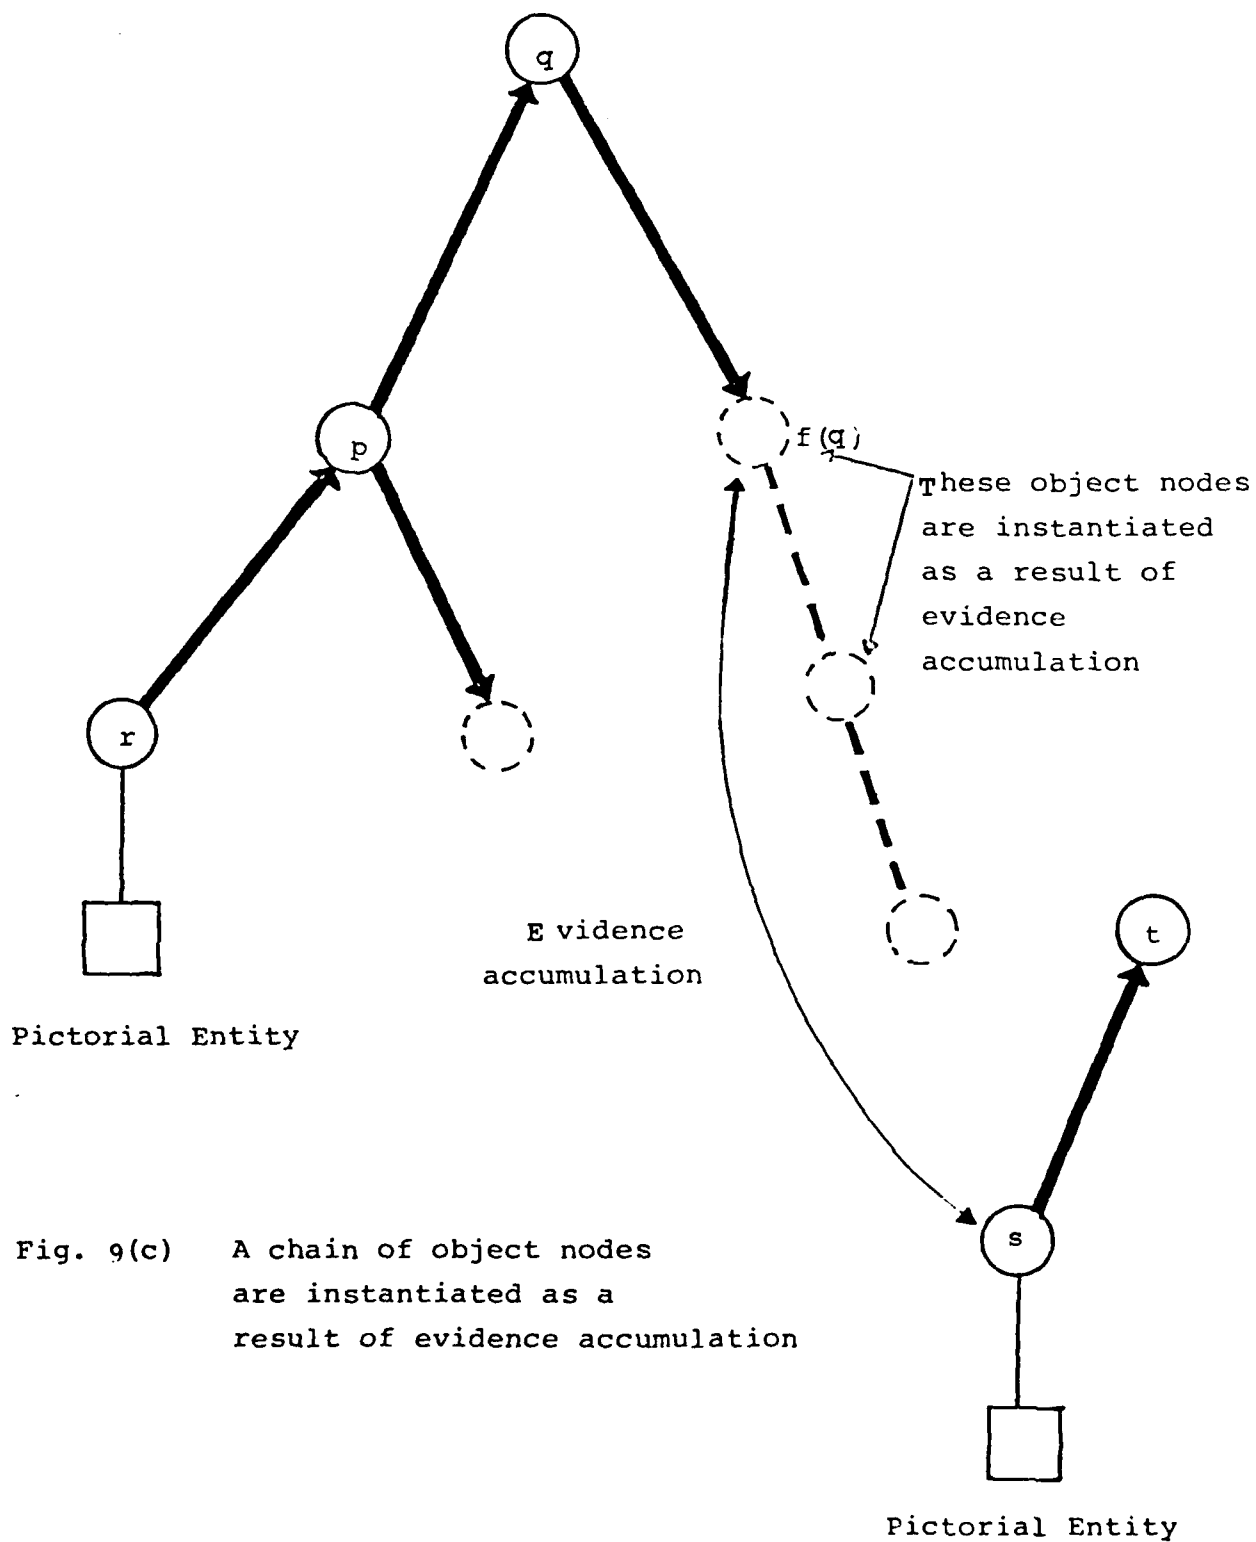 q
f(q)
p
These object nodes
are instantiated
as a result of
evidence
accumulation
r
E vidence
accumulation
t
Pictorial Entity
s
Fig. 9(c) A chain of object nodes
are instantiated as a
result of evidence accumulation
Pictorial Entity